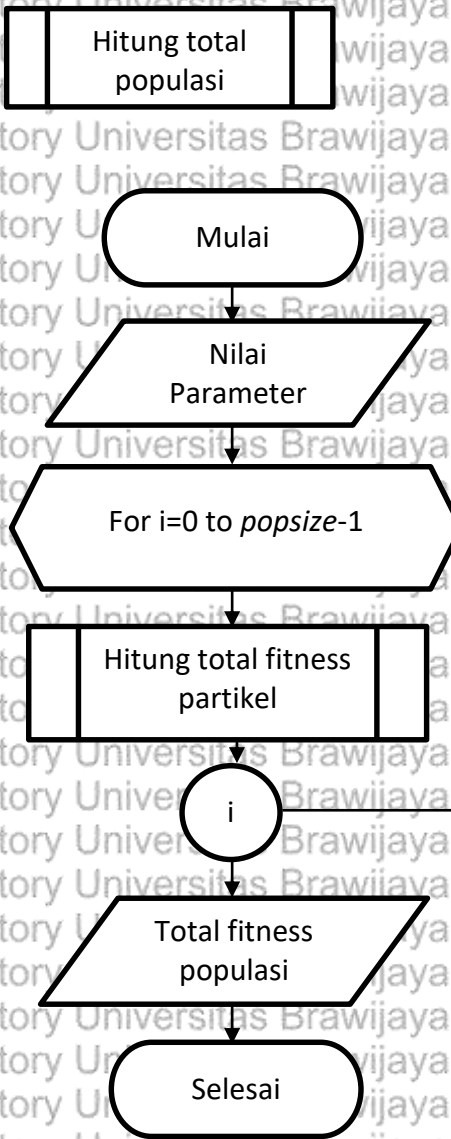 Hitung total
populasi
Mulai
Nilai
Parameter
For i=0 to popsize-1
Hitung total fitness
partikel
i
Total fitness
populasi
Selesai